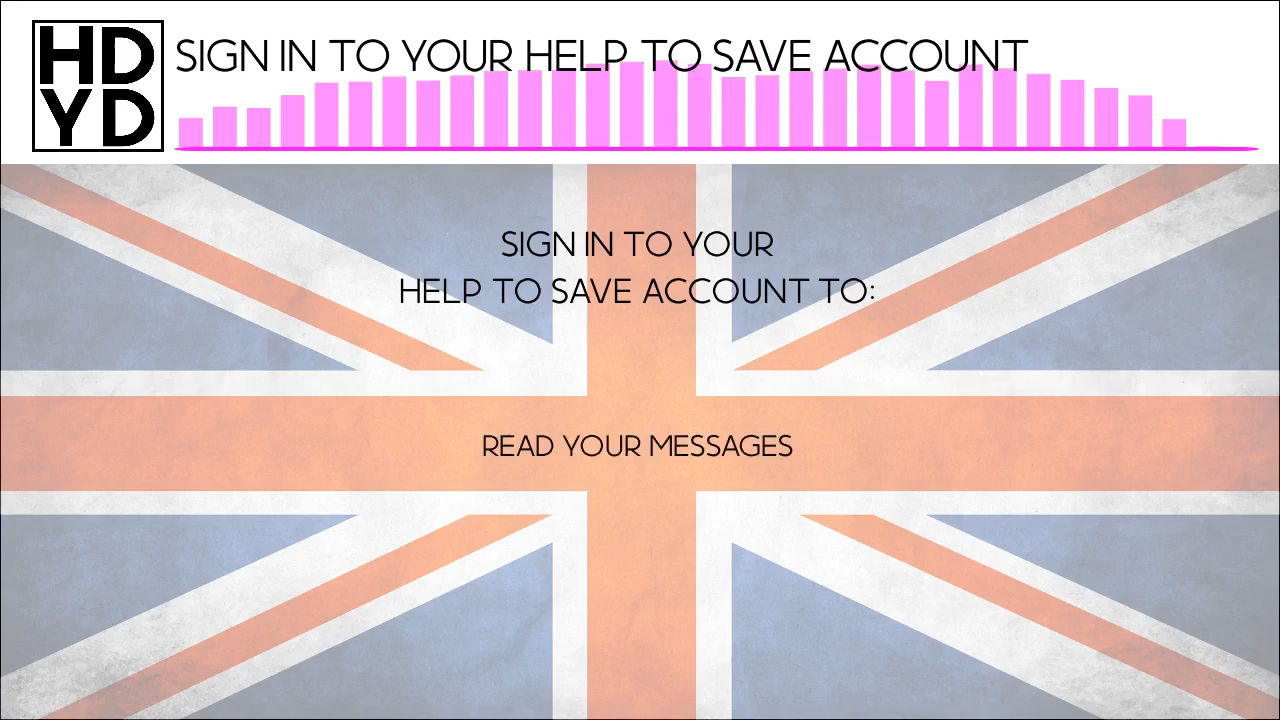 HD
YD
SIGN IN TO YOUR HELP TO SAVE ACCOUNT
SIGN IN TO YOUR
HELP TO SAVE ACCOUNT TO:
READ YOUR MESSAGES